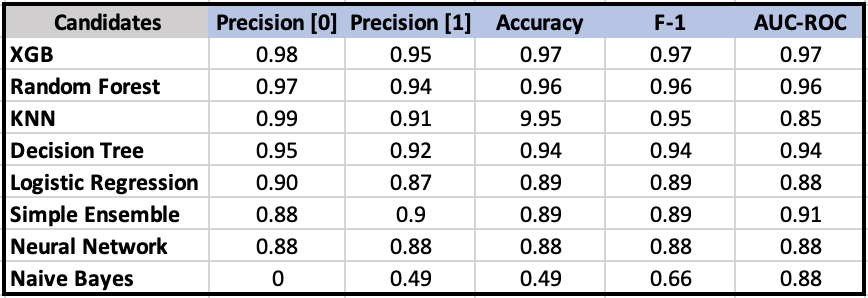 Candidates Precision [0] Precision [1] Accuracy F-1 AUC-ROC
XGB 0.98 0.95 0.97 0.97 0.97
Random Forest 0.97 0.94 0.96 0.96 0.96
KNN 0.99 0.91 9.95 0.95 0.85
Decision Tree 0.95 0.92 0.94 0.94 0.94
Logistic Regression 0.90 0.87 0.89 0.89 0.88
Simple Ensemble 0.88 0.9 0.89 0.89 0.91
Neural Network 0.88 0.88 0.88 0.88 0.88
Naive Bayes 0 0.49 0.49 0.66 0.88